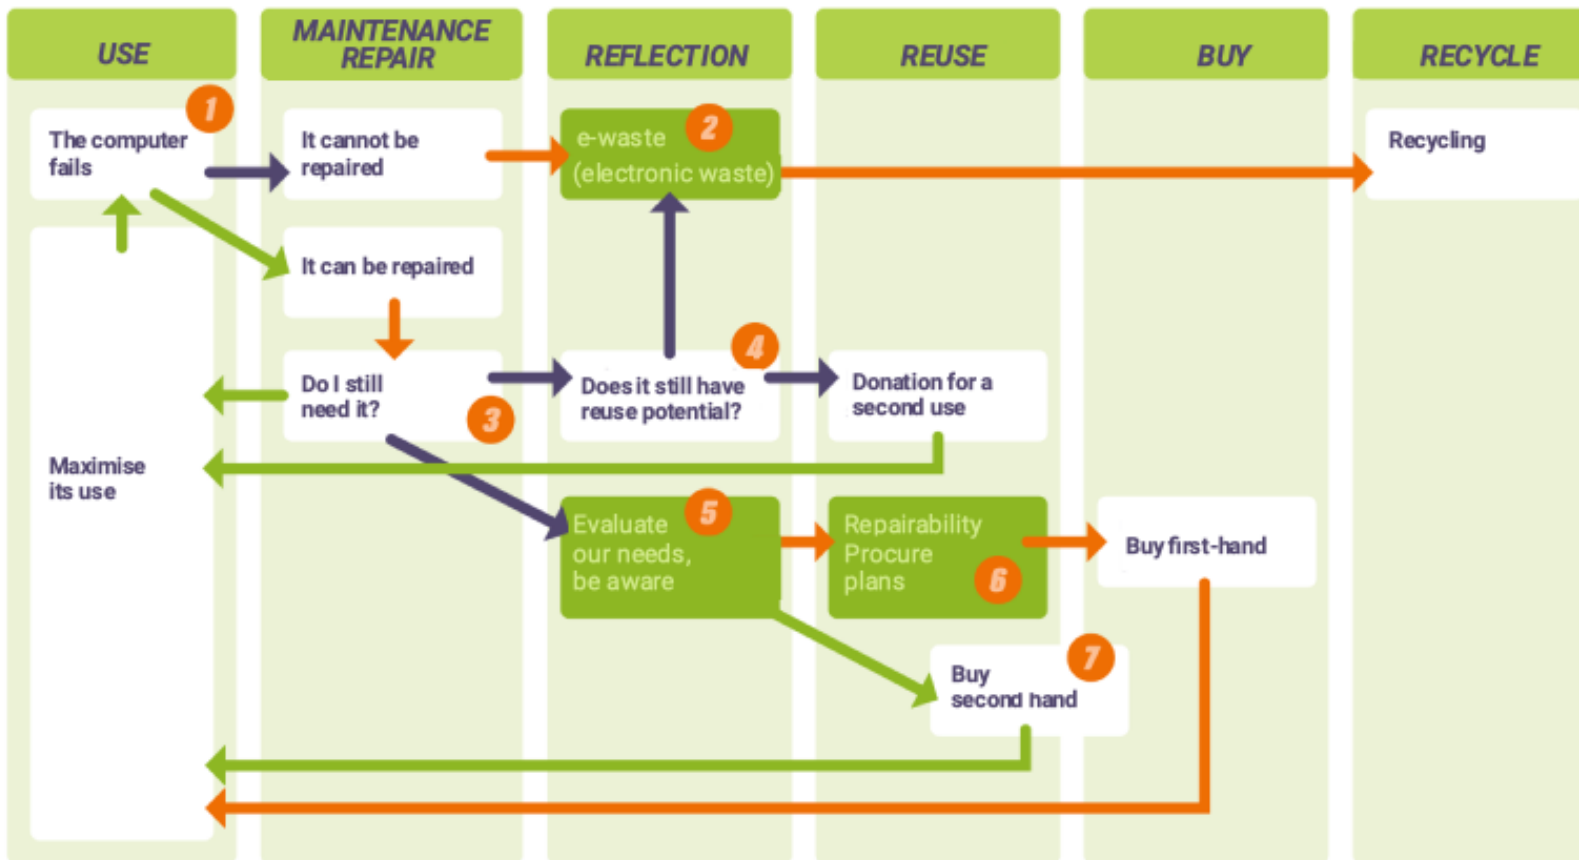 USE
MAINTENANCE
REPAIR
REFLECTION
REUSE
BUY
RECYCLE
1
The computer
fails
It cannot be
repaired
2
e-waste
(electronic waste)
Recycling
It can be repaired
Do I still
need it?
3
4
Does it still have
reuse potential?
Donation for a
second use
Maximise
its use
5
Evaluate
our needs,
be aware
Repairability
Procure
plans
6
Buy first-hand
7
Buy
second hand